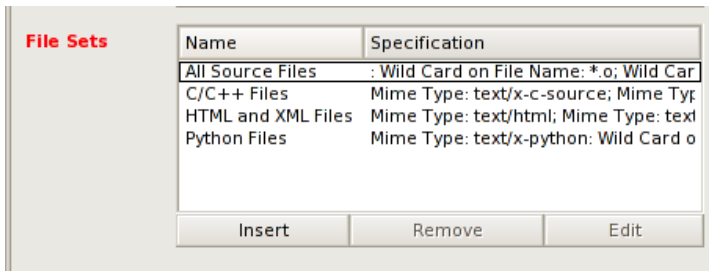 File Sets
Name Specification
All Source Files : Wild Card on File Name: *.o; Wild Car
C/C++ Files Mime Type: text/x-c-source; Mime Typ
HTML and XML Files Mime Type: text/html; Mime Type: text
Python Files Mime Type: text/x-python: Wild Card o
Insert Remove Edit